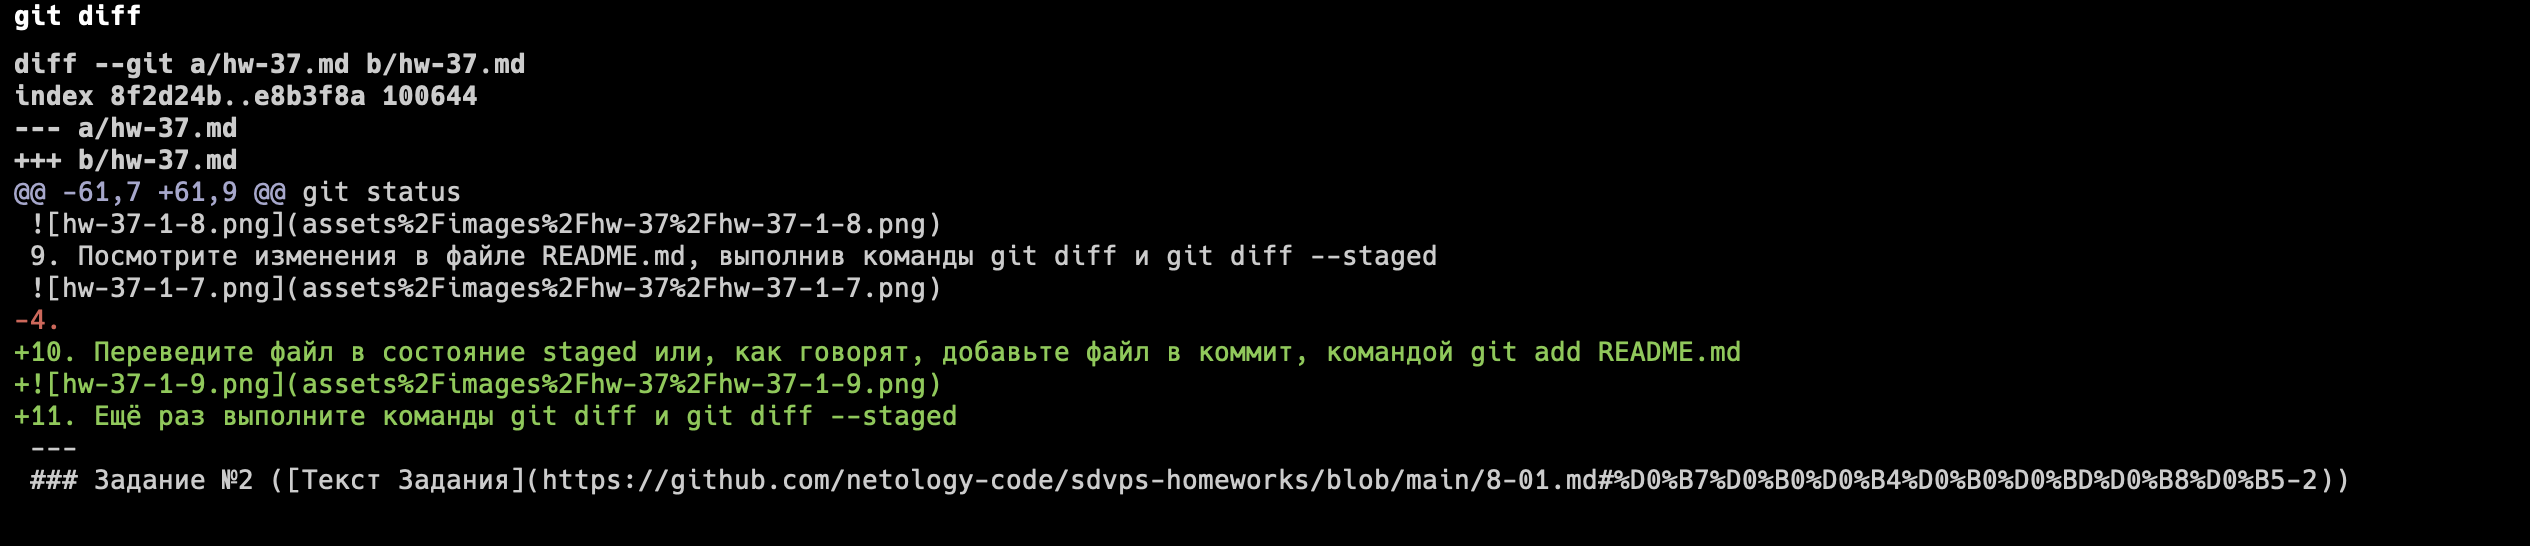 git diff
diff --git a/hw-37.md b/hw-37.md
index 8f2d24b..e8b3f8a 100644
--- a/hw-37.md
+++ b/hw-37.md
@@ -61,7 +61,9 @@ git status
 ![hw-37-1-8.png](assets%2Fimages%2Fhw-37%2Fhw-37-1-8.png)
 9. Посмотрите изменения в файле README.md, выполнив команды git diff и git diff --staged
 ![hw-37-1-7.png](assets%2Fimages%2Fhw-37%2Fhw-37-1-7.png)
-4.
+10. Переведите файл в состояние staged или, как говорят, добавьте файл в коммит, командой git add README.md
+![hw-37-1-9.png](assets%2Fimages%2Fhw-37%2Fhw-37-1-9.png)
+11. Ещё раз выполните команды git diff и git diff --staged
 ---
 ### Задание №2 ([Текст Задания](https://github.com/netology-code/sdvps-homeworks/blob/main/8-01.md#%D0%B7%D0%B0%D0%B4%D0%B0%D0%BD%D0%B8%D0%B5-2))